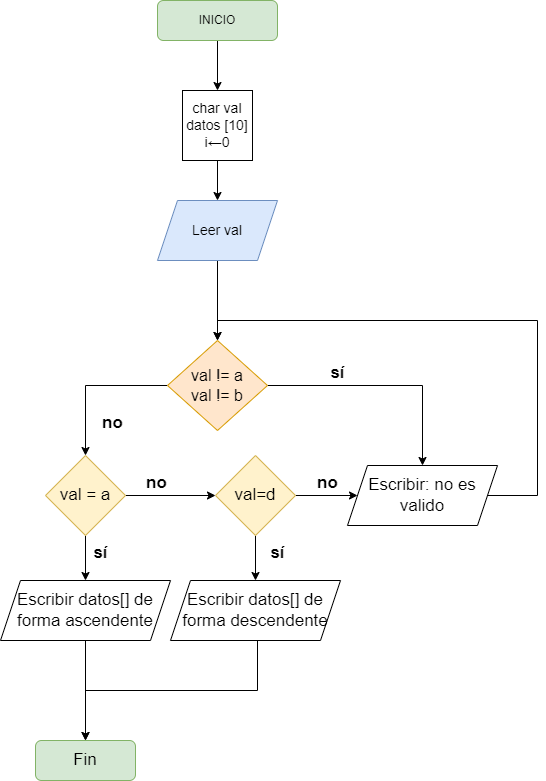 INICIO
char val
datos [10]
i←0
Leer val
val != a
val != b
sí
no
val = a
no
val=d
no
Escribir: no es
valido
sí
sí
Escribir datos[] de
forma ascendente
Escribir datos[] de
forma descendente
Fin